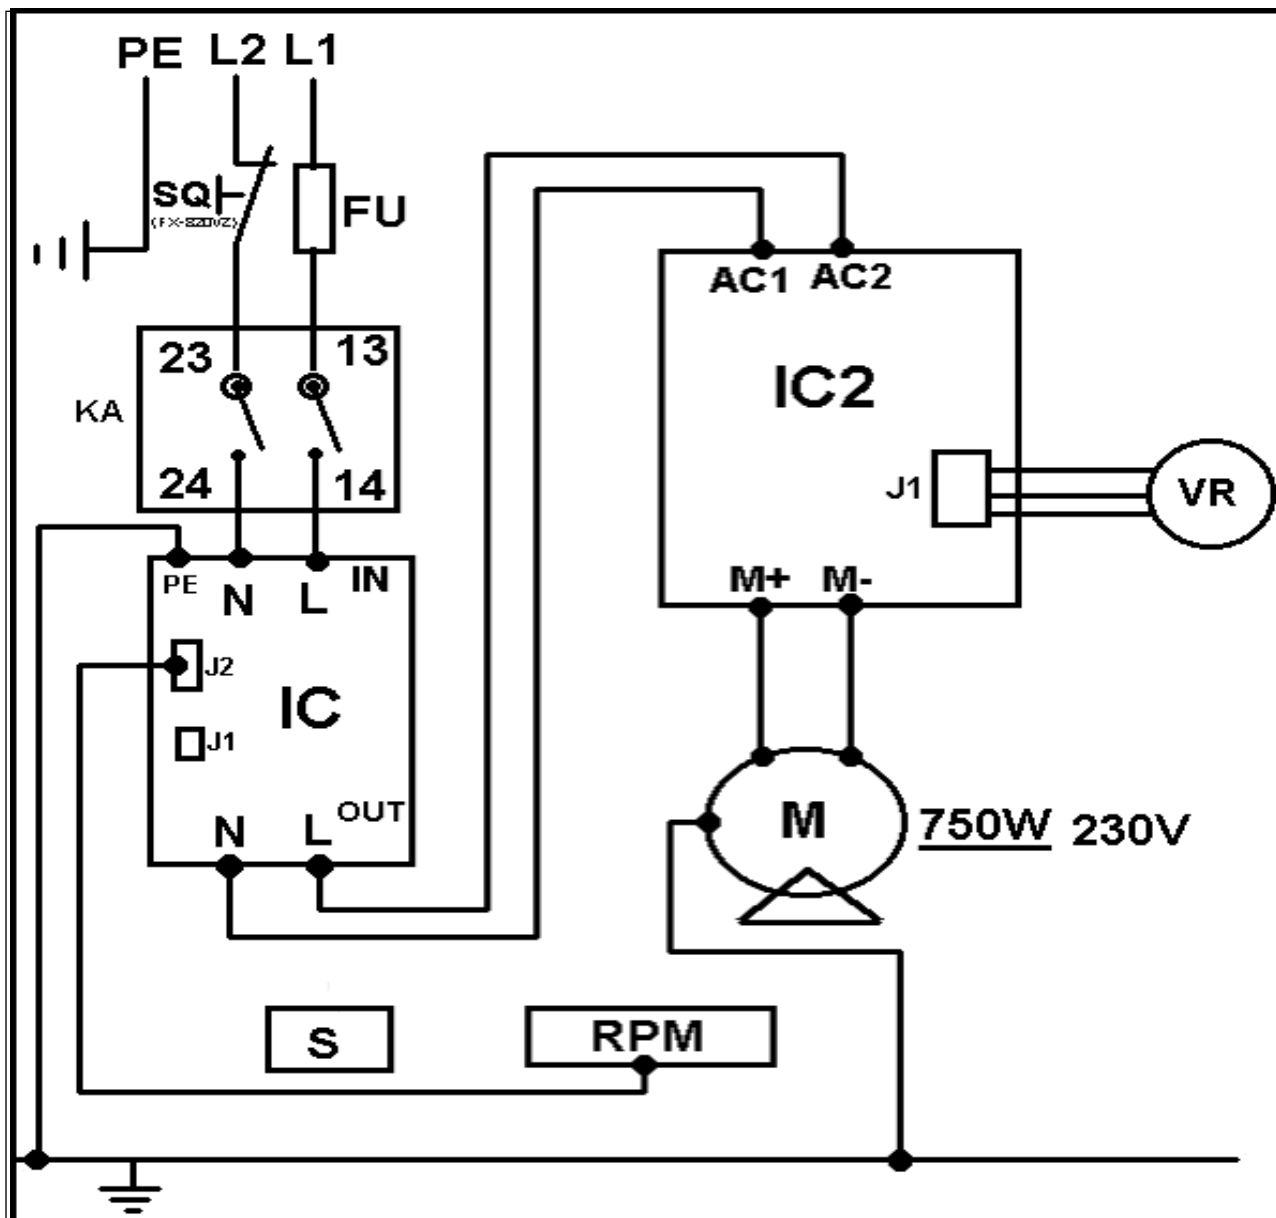 PE L2 L1
SQ
FU
AC1 AC2
23 13
IC2
KA
24 14
J1
VR
PE N L IN
M+ M-
J2
IC
J1
OUT
N L
M 750W 230V
S
RPM